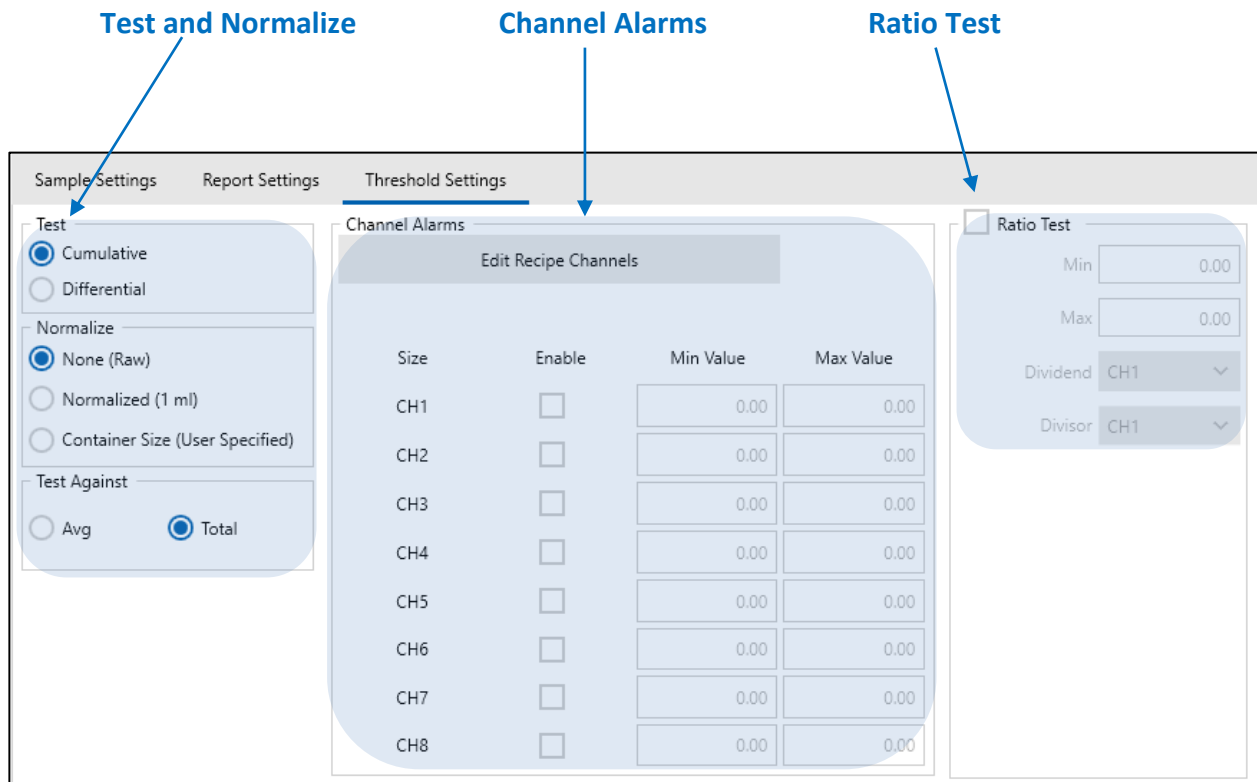 Test and Normalize
Channel Alarms
Ratio Test
Sample Settings
Report Settings
Threshold Settings
Test
Cumulative
Differential
Normalize
None (Raw)
Normalized (1 ml)
Container Size (User Specified)
Test Against
Avg
Total
Channel Alarms
Edit Recipe Channels
Size Enable Min Value Max Value
CH1 0.00 0.00
CH2 0.00 0.00
CH3 0.00 0.00
CH4 0.00 0.00
CH5 0.00 0.00
CH6 0.00 0.00
CH7 0.00 0.00
CH8 0.00 0.00
Ratio Test
Min 0.00
Max 0.00
Dividend CH1
Divisor CH1